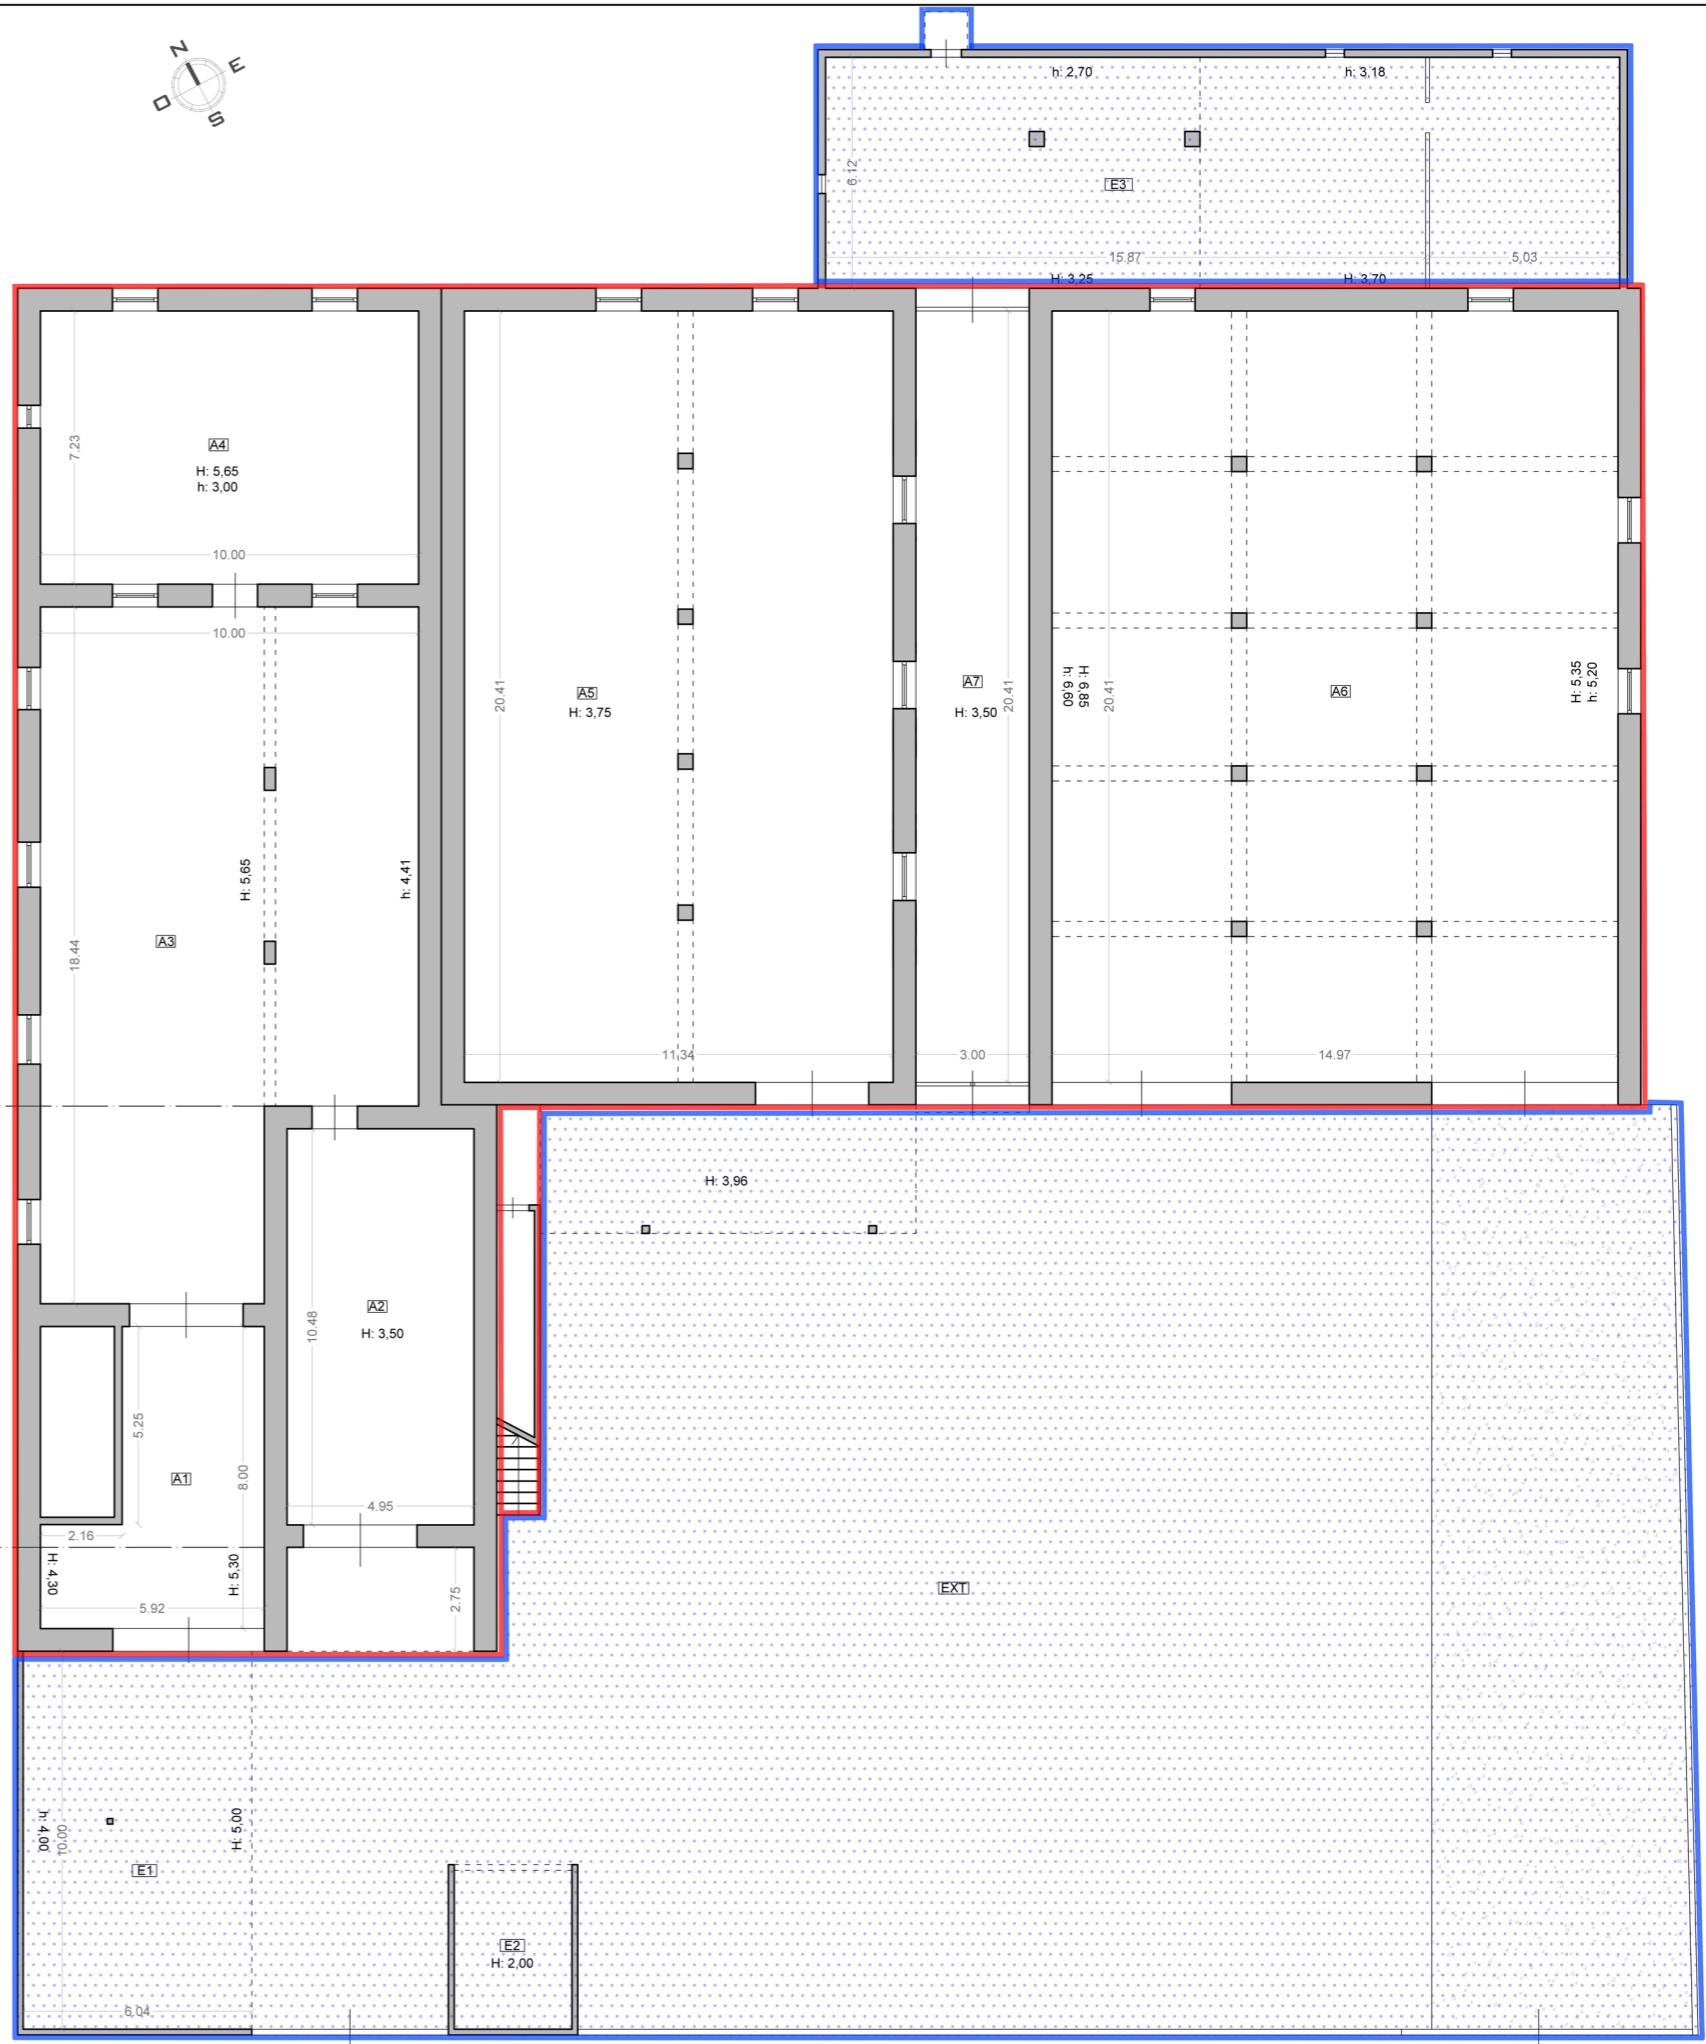 N
E
O
S
h: 2,70
h: 3,18
6.12
E3
15.87
5,03
H: 3,25
H: 3,70
A4
H: 5,65
h: 3,00
7.23
10.00
10.00
A5
H: 3,75
20.41
A7
H: 3,50
20.41
H: 6,85
h: 6,60
20.41
A6
H: 5,35
h: 5,20
H: 5,65
h: 4,41
A3
18.44
11,34
3.00
14.97
H: 3,96
A2
H: 3,50
10.48
5.25
A1
8.00
4.95
2.16
H: 4,30
H: 5,30
5.92
2.75
EXT
h: 4,00
10.00
H: 5,00
E1
E2
H: 2,00
6.04